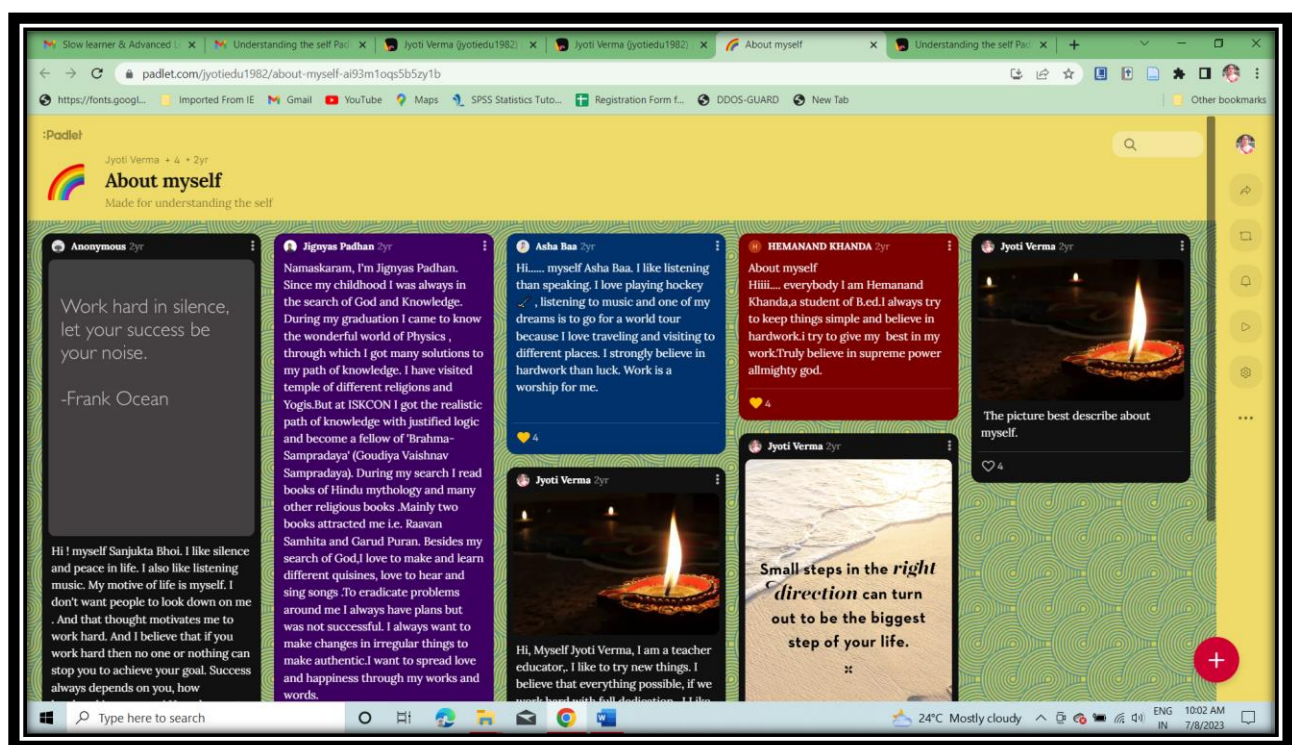 Slow learner & Advanced L
Understanding the self Pad
Jyoti Verma (jyotiedu1982)
Jyoti Verma (jyotiedu1982)
About myself
Understanding the self Pad
padlet.com/jyotiedu1982/about-myself-ai93m1oqs5b5zy1b
https://fonts.googl...
Imported From IE
Gmail
YouTube
Maps
SPSS Statistics Tuto...
Registration Form f...
DDOS-GUARD
New Tab
Other bookmarks
:Padlet
Jyoti Verma + 4 • 2yr
About myself
Made for understanding the self
Anonymous 2yr
Work hard in silence,
let your success be
your noise.
-Frank Ocean
Hi ! myself Sanjukta Bhoi. I like silence
and peace in life. I also like listening
music. My motive of life is myself. I
don't want people to look down on me
. And that thought motivates me to
work hard. And I believe that if you
work hard then no one or nothing can
stop you to achieve your goal. Success
always depends on you, how
Jignyas Padhan 2yr
Namaskaram, I'm Jignyas Padhan.
Since my childhood I was always in
the search of God and Knowledge.
During my graduation I came to know
the wonderful world of Physics ,
through which I got many solutions to
my path of knowledge. I have visited
temple of different religions and
Yogis.But at ISKCON I got the realistic
path of knowledge with justified logic
and become a fellow of 'Brahma-
Sampradaya' (Goudiya Vaishnav
Sampradaya). During my search I read
books of Hindu mythology and many
other religious books .Mainly two
books attracted me i.e. Raavan
Samhita and Garud Puran. Besides my
search of God,I love to make and learn
different quisines, love to hear and
sing songs .To eradicate problems
around me I always have plans but
was not successful. I always want to
make changes in irregular things to
make authentic.I want to spread love
and happiness through my works and
words.
Asha Baa 2yr
Hi...... myself Asha Baa. I like listening
than speaking. I love playing hockey
, listening to music and one of my
dreams is to go for a world tour
because I love traveling and visiting to
different places. I strongly believe in
hardwork than luck. Work is a
worship for me.
4
Jyoti Verma 2yr
Hi, Myself Jyoti Verma, I am a teacher
educator,. I like to try new things. I
believe that everything possible, if we
work hard with full dedication . I Like
H HEMANAND KHANDA 2yr
About myself
Hiiii.... everybody I am Hemanand
Khanda,a student of B.ed.I always try
to keep things simple and believe in
hardwork.i try to give my best in my
work.Truly believe in supreme power
allmighty god.
4
Jyoti Verma 2yr
Small steps in the right
direction can turn
out to be the biggest
step of your life.
Jyoti Verma 2yr
The picture best describe about
myself.
4
Type here to search
24°C Mostly cloudy
ENG
IN
10:02 AM
7/8/2023